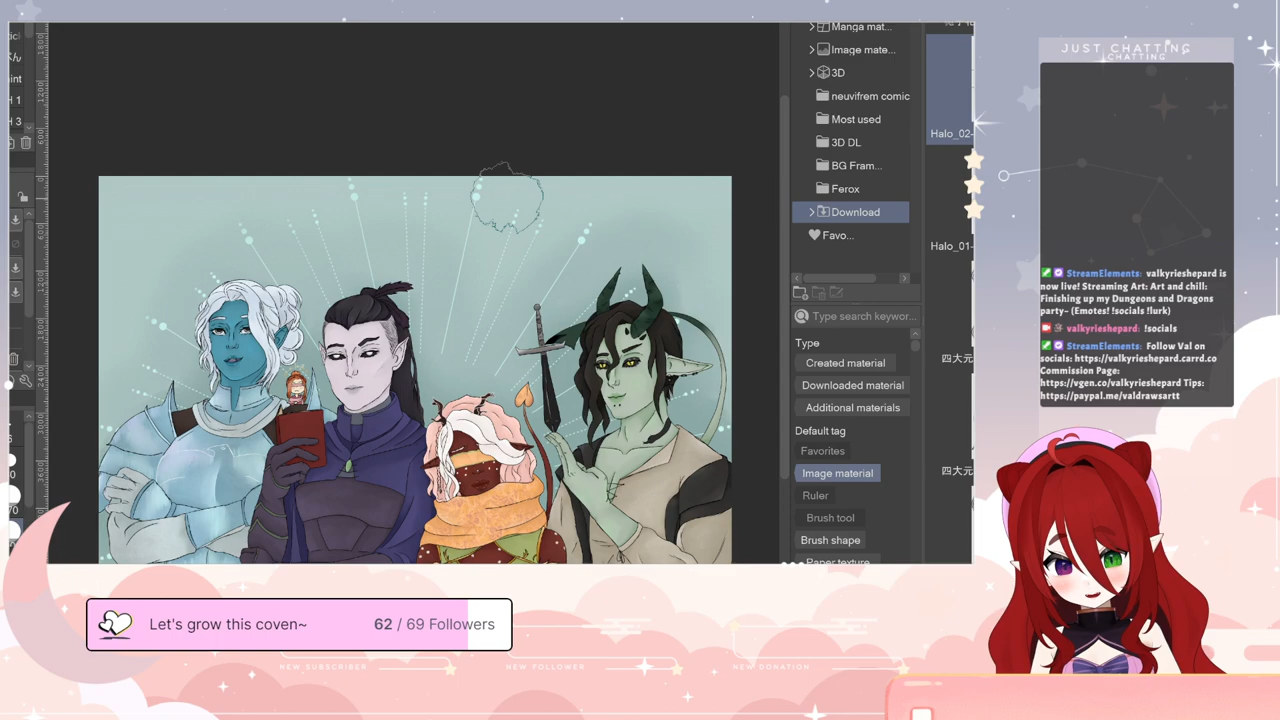 Manga mat...
Image mate...
3D
neuvifrem comic
Most used
3D DL
BG Fram...
Ferox
Download
Favo...
Type search keywor...
Type
Created material
Downloaded material
Additional materials
Default tag
Favorites
Image material
Ruler
Brush tool
Brush shape
Paper texture
Halo_02-
Halo_01-
四大元
四大元
JUST CHATTING
CHATTING
StreamElements: valkyrieshepard is
now live! Streaming Art: Art and chill:
Finishing up my Dungeons and Dragons
party~ (Emotes! !socials !lurk)
valkyrieshepard: !socials
StreamElements: Follow Val on
socials: https://valkyrieshepard.carrd.co
Commission Page:
https://vgen.co/valkyrieshepard Tips:
https://paypal.me/valdrawsartt
Let's grow this coven~ 62 / 69 Followers
NEW SUBSCRIBER
NEW FOLLOWER
NEW DONATION